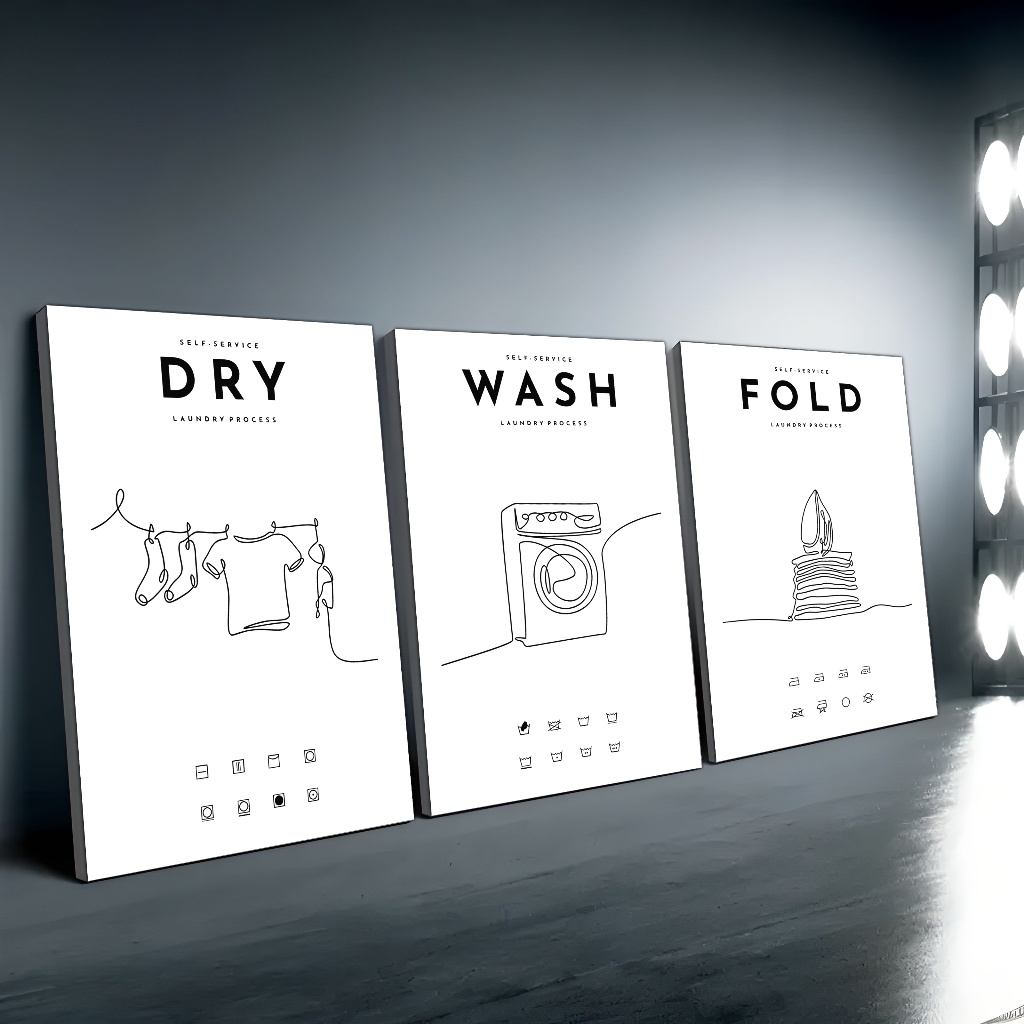 SELF-SERVICE
DRY
LAUNDRY PROCESS
SELF-SERVICE
WASH
LAUNDRY PROCESS
SELF-SERVICE
FOLD
LAUNDRY PROCESS